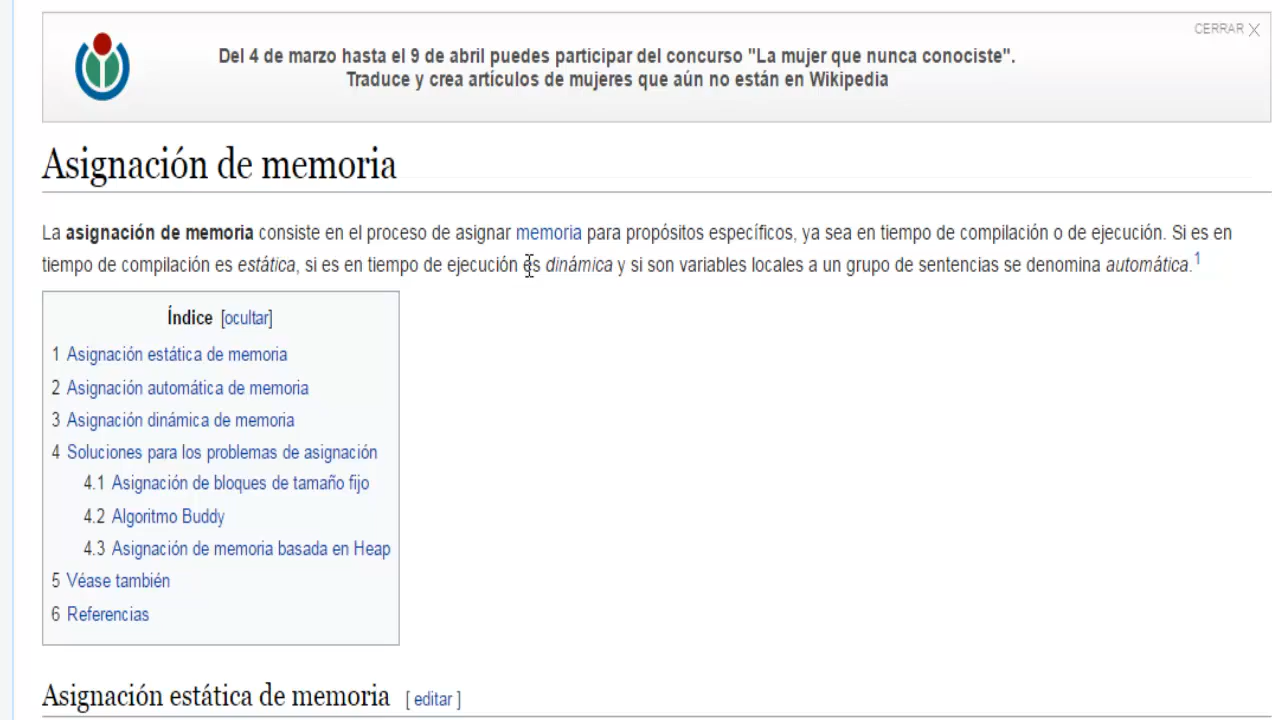 CERRAR X
Del 4 de marzo hasta el 9 de abril puedes participar del concurso "La mujer que nunca conociste".
Traduce y crea artículos de mujeres que aún no están en Wikipedia
Asignación de memoria
La asignación de memoria consiste en el proceso de asignar memoria para propósitos específicos, ya sea en tiempo de compilación o de ejecución. Si es en
tiempo de compilación es estática, si es en tiempo de ejecución es dinámica y si son variables locales a un grupo de sentencias se denomina automática.1
Índice [ocultar]
1 Asignación estática de memoria
2 Asignación automática de memoria
3 Asignación dinámica de memoria
4 Soluciones para los problemas de asignación
4.1 Asignación de bloques de tamaño fijo
4.2 Algoritmo Buddy
4.3 Asignación de memoria basada en Heap
5 Véase también
6 Referencias
Asignación estática de memoria [ editar ]